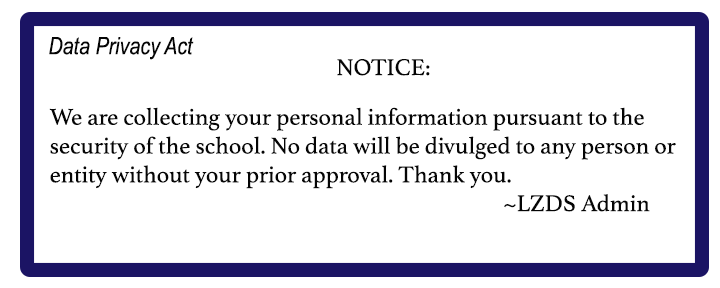 Data Privacy Act
NOTICE:
We are collecting your personal information pursuant to the
security of the school. No data will be divulged to any person or
entity without your prior approval. Thank you.
~LZDS Admin